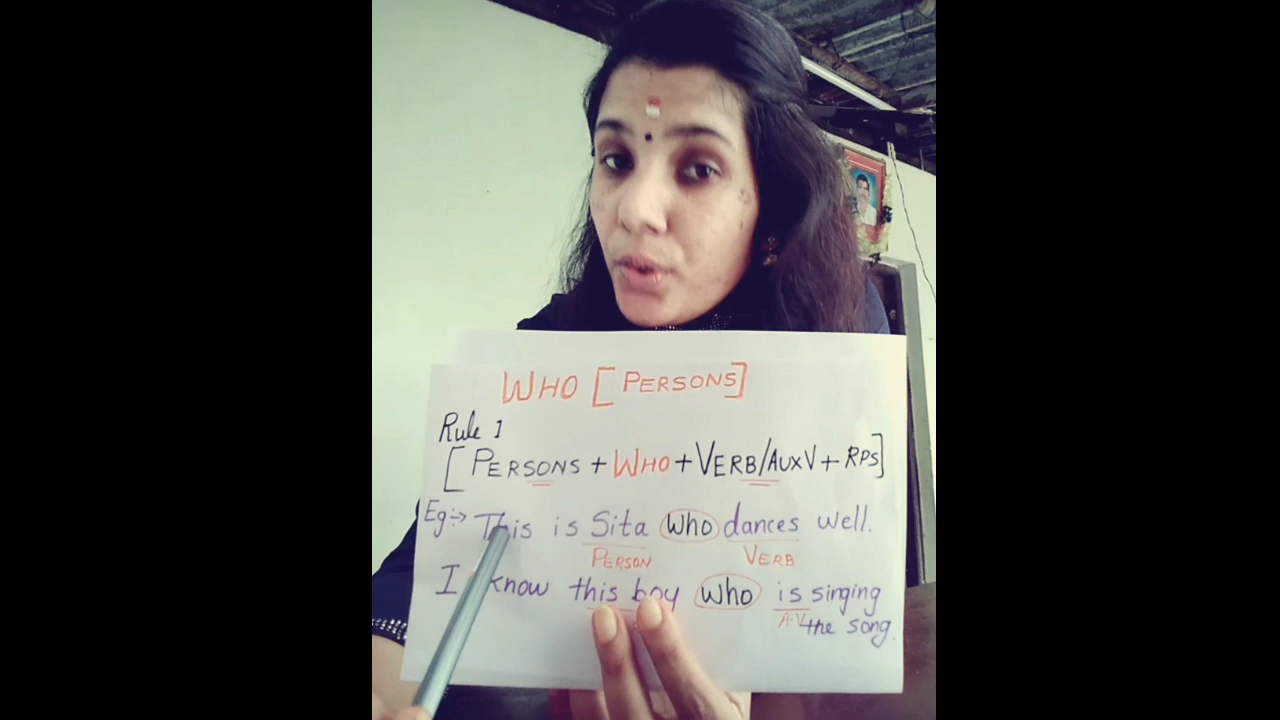 WHO [PERSONS]
Rule 1
[PERSONS + WHO + VERB/AUXV + RPS]
Eg:-> This is Sita who dances well.
PERSON VERB
I know this boy who is singing
A.V the song.